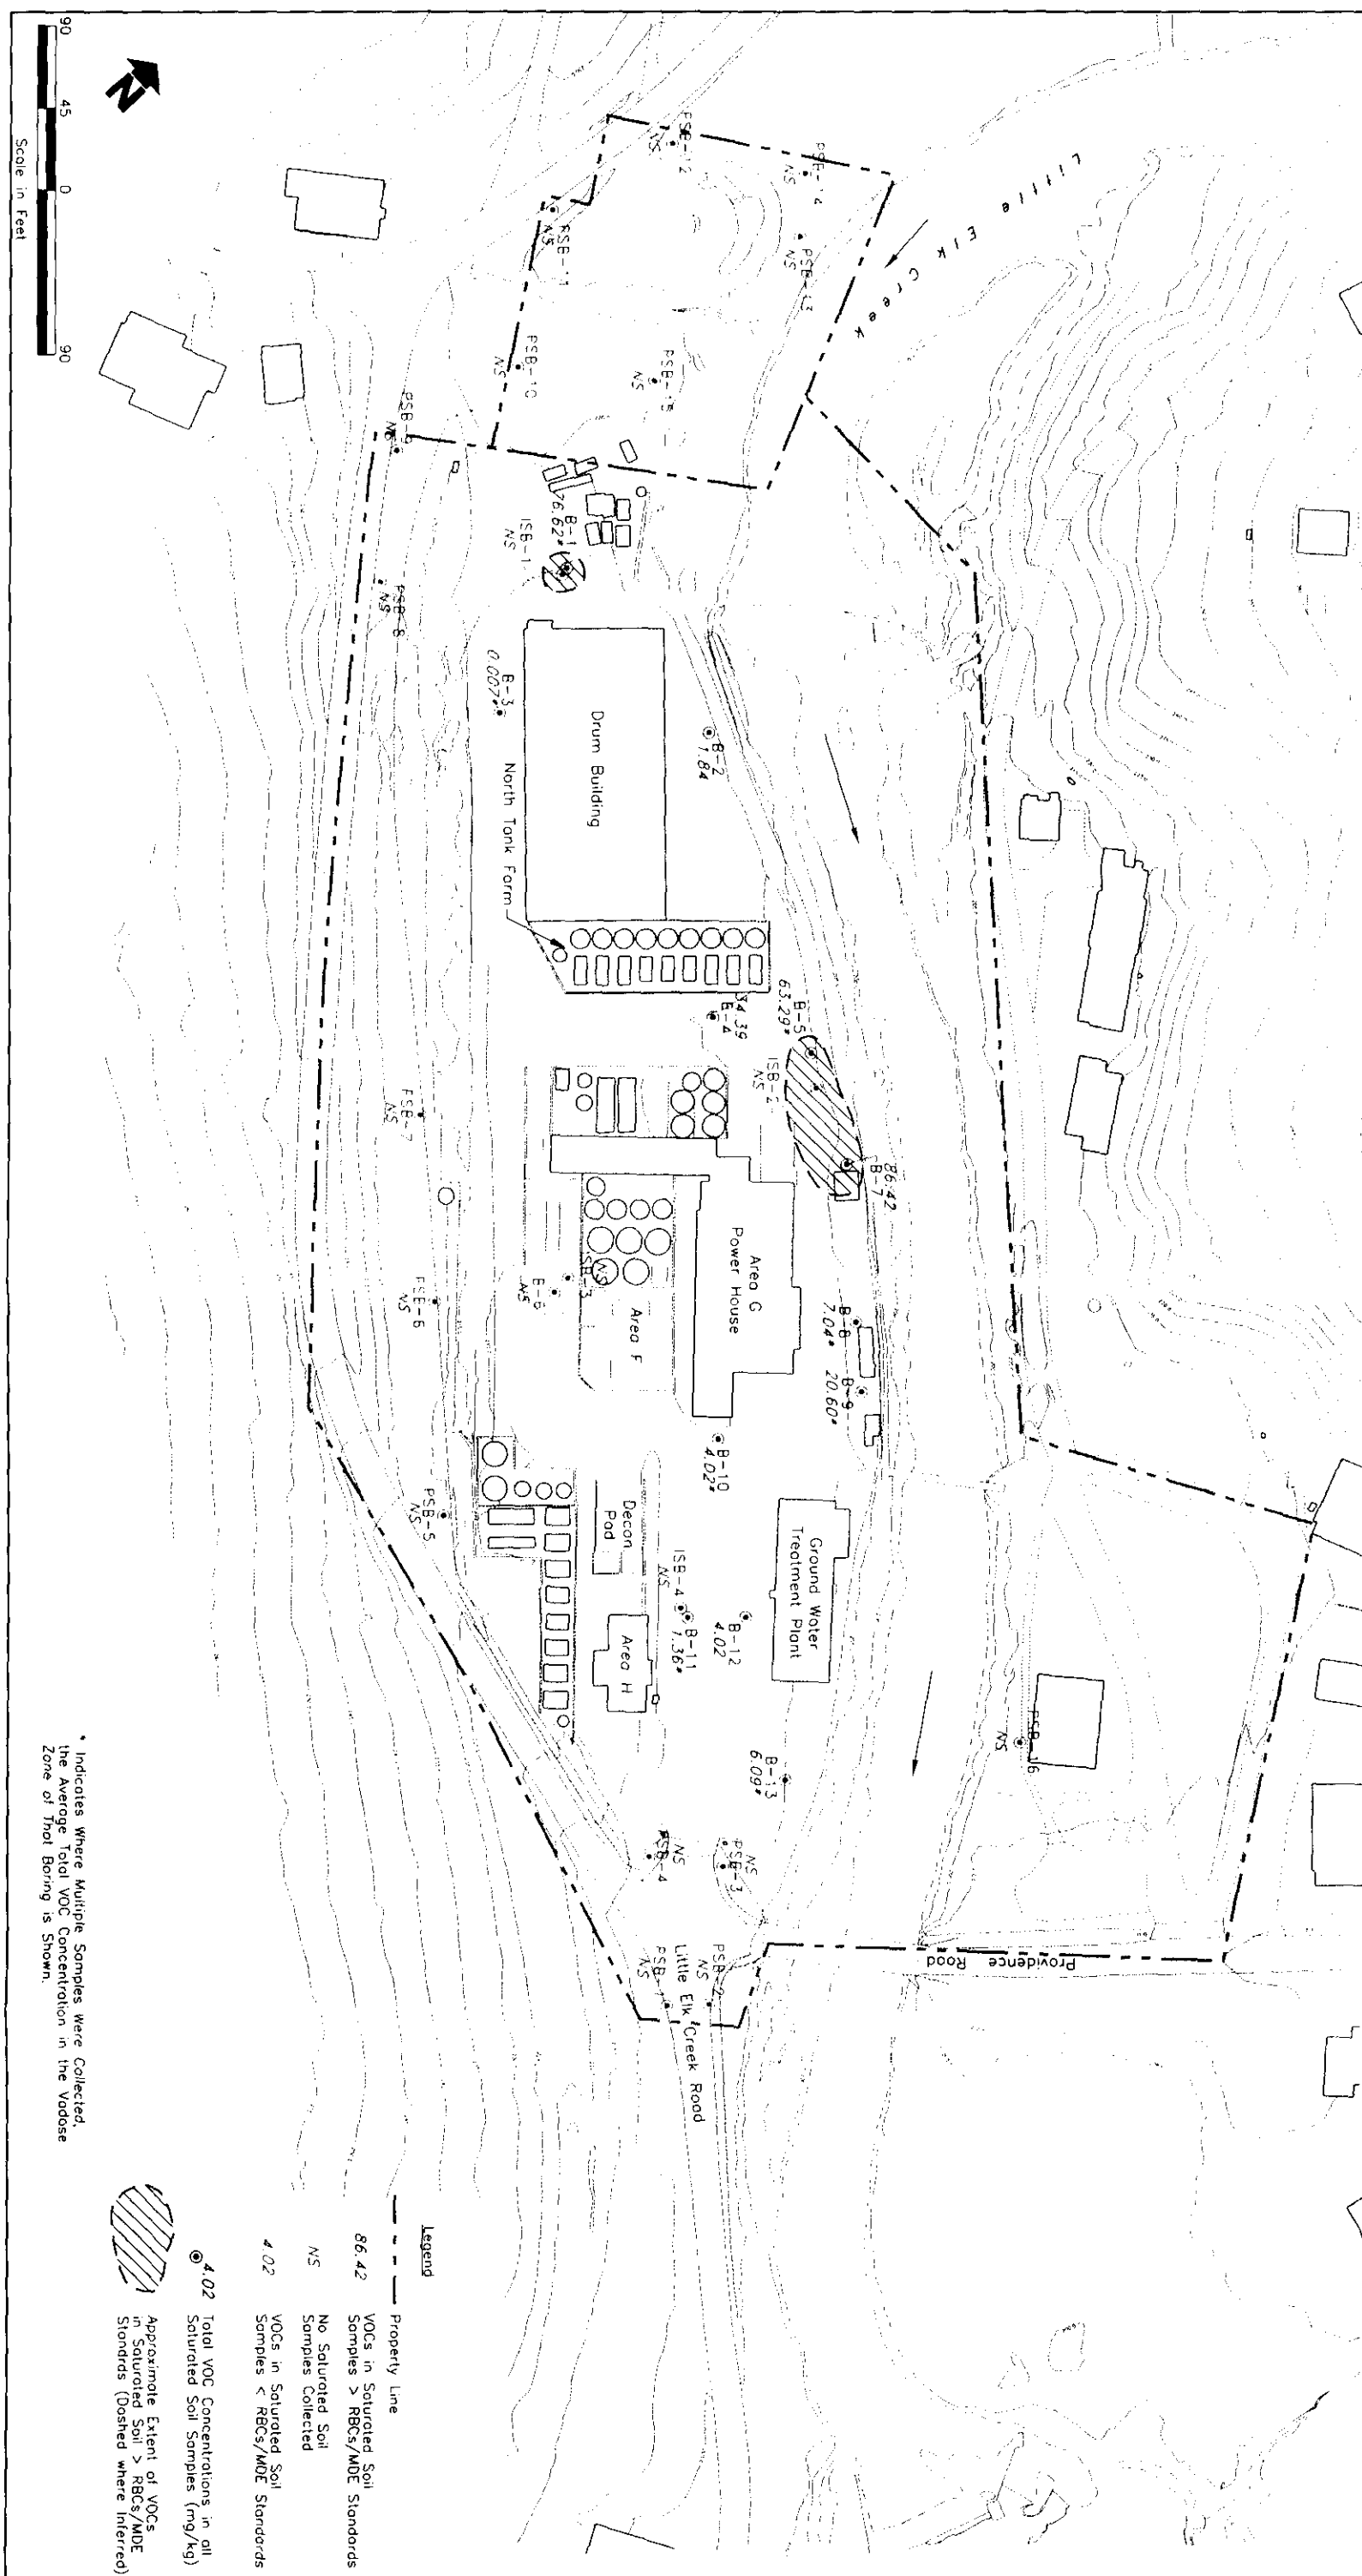 90
45
0
90
Scale in Feet
N
Little Elk Creek
PSB-12
NS
PSB-14
NS
PSB-11
NS
PSB-13
NS
PSB-10
NS
PSB-15
NS
NS
B-1
76.62*
ISB-1
NS
PSB-8
NS
B-3
0.007*
Drum Building
B-2
1.84
North Tank Farm
34.39
B-4
B-5
63.29*
ISB-2
NS
86.42
B-7
PSB-7
NS
PSB-6
NS
B-6
NS
NS
Area F
Area G
Power House
B-8
7.04*
B-9
20.60*
B-10
4.02*
PSB-5
NS
Decon
Pad
Ground Water
Treatment Plant
ISB-4
NS
B-11
1.36*
B-12
4.02
Area H
B-13
6.09*
PSB-16
NS
NS
PSB-4
NS
PSB-3
PSB-2
NS
PSB-1
NS
Little Elk Creek Road
Providence Road
* Indicates Where Multiple Samples Were Collected,
the Average Total VOC Concentration in the Vadose
Zone of That Boring is Shown.
Legend
Property Line
86.42
VOCs in Saturated Soil
Samples > RBCs/MDE Standards
NS
No Saturated Soil
Samples Collected
4.02
VOCs in Saturated Soil
Samples < RBCs/MDE Standards
4.02
Total VOC Concentrations in all
Saturated Soil Samples (mg/kg)
Approximate Extent of VOCs
in Saturated Soil > RBCs/MDE
Standrds (Dashed where Inferred)